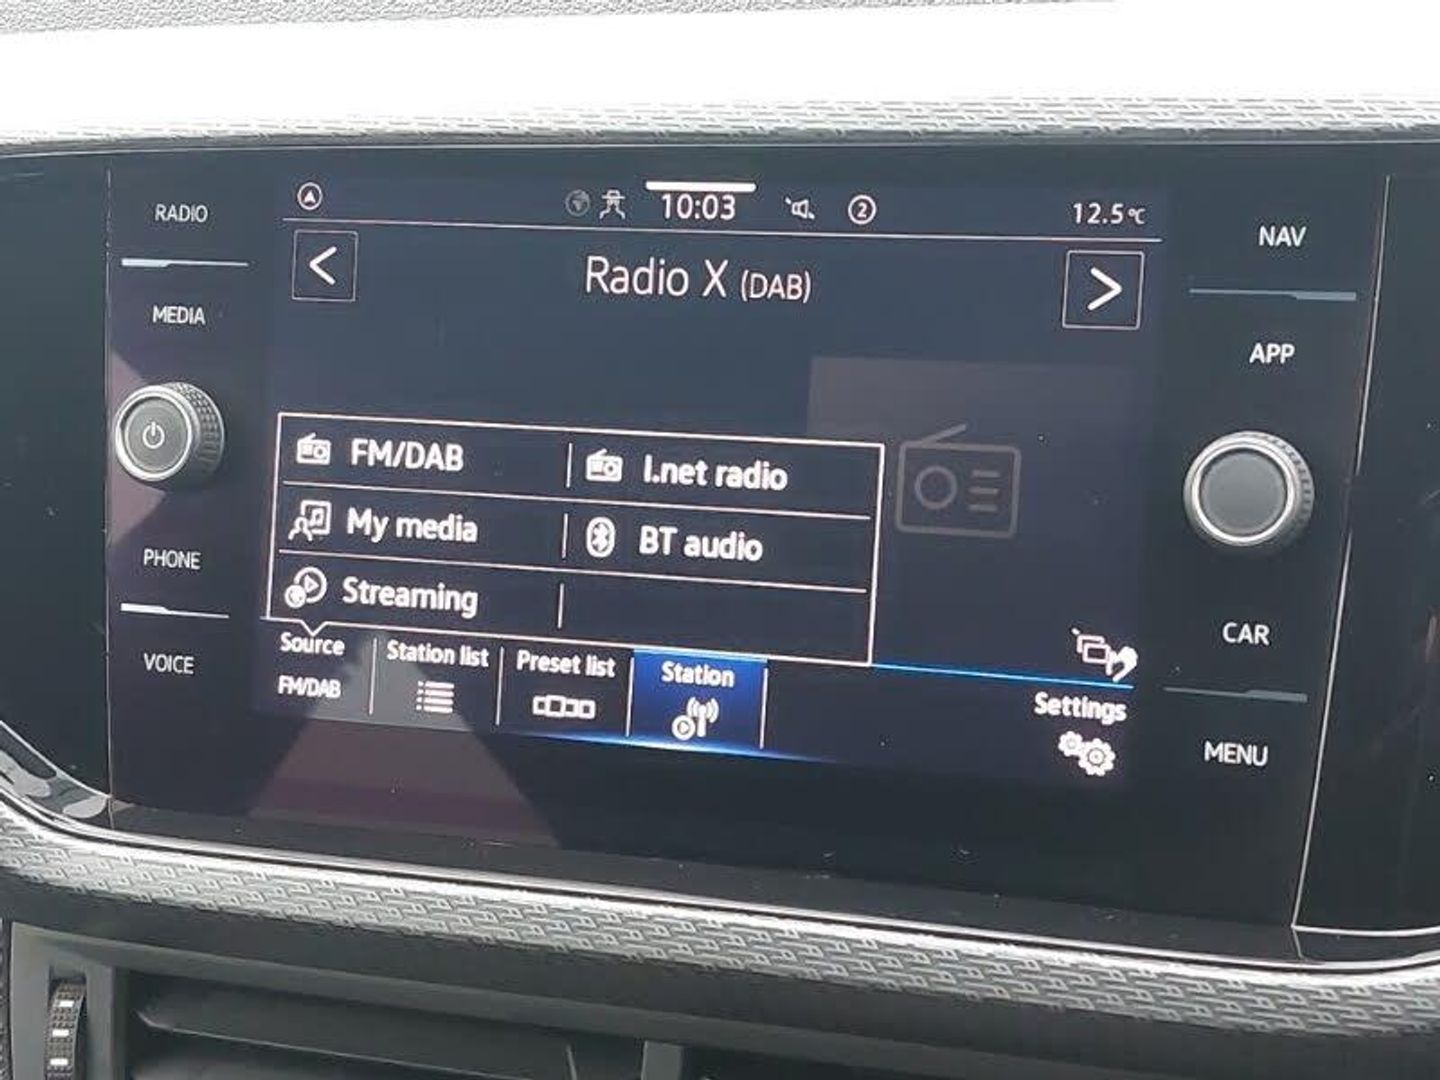 RADIO
MEDIA
PHONE
VOICE
10:03
2
12.5°C
Radio X (DAB)
FM/DAB
I.net radio
My media
BT audio
Streaming
Source
FM/DAB
Station list
Preset list
Station
Settings
NAV
APP
CAR
MENU